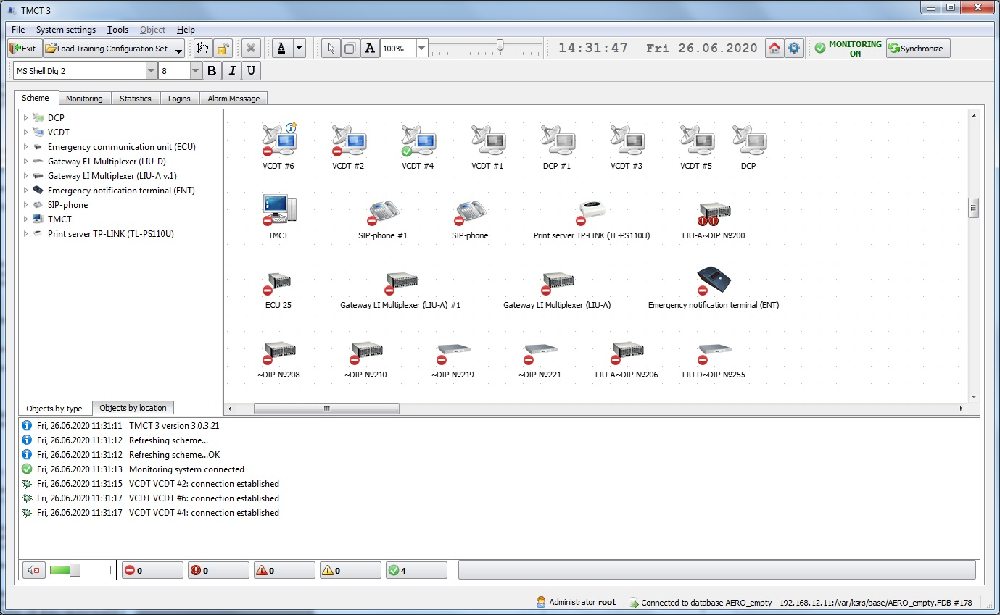 TMCT 3
File System settings Tools Object Help
Exit Load Training Configuration Set A A 100% 14:31:47 Fri 26.06.2020 MONITORING ON Synchronize
MS Shell Dlg 2 8 B I U
Scheme Monitoring Statistics Logins Alarm Message
DCP
VCDT
Emergency communication unit (ECU)
Gateway E1 Multiplexer (LIU-D)
Gateway LI Multiplexer (LIU-A v.1)
Emergency notification terminal (ENT)
SIP-phone
TMCT
Print server TP-LINK (TL-PS110U)
Objects by type Objects by location
VCDT #6 VCDT #2 VCDT #4 VCDT #1 DCP #1 VCDT #3 VCDT #5 DCP
TMCT SIP-phone #1 SIP-phone Print server TP-LINK (TL-PS110U) LIU-A~DIP №200
ECU 25 Gateway LI Multiplexer (LIU-A) #1 Gateway LI Multiplexer (LIU-A) Emergency notification terminal (ENT)
~DIP №208 ~DIP №210 ~DIP №219 ~DIP №221 LIU-A~DIP №206 LIU-D~DIP №255
Fri, 26.06.2020 11:31:11 TMCT 3 version 3.0.3.21
Fri, 26.06.2020 11:31:12 Refreshing scheme...
Fri, 26.06.2020 11:31:12 Refreshing scheme...OK
Fri, 26.06.2020 11:31:13 Monitoring system connected
Fri, 26.06.2020 11:31:15 VCDT VCDT #2: connection established
Fri, 26.06.2020 11:31:17 VCDT VCDT #6: connection established
Fri, 26.06.2020 11:31:17 VCDT VCDT #4: connection established
0 0 0 0 4
Administrator root Connected to database AERO_empty - 192.168.12.11:/var/ksrs/base/AERO_empty.FDB #178